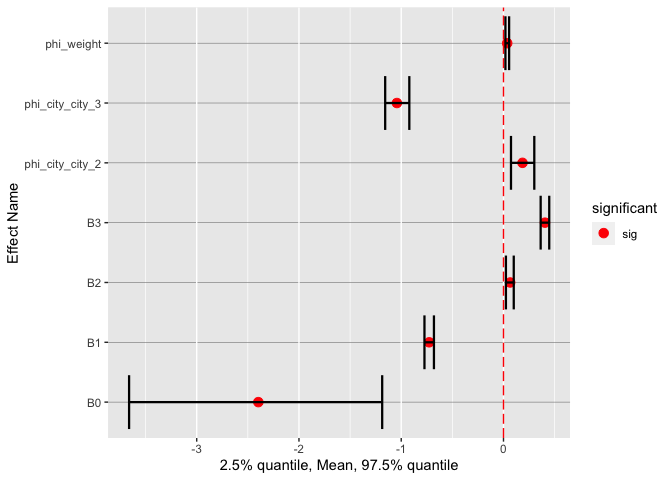 phi_weight
phi_city_city_3
phi_city_city_2
B3
B2
B1
B0
Effect Name
-3 -2 -1 0
2.5% quantile, Mean, 97.5% quantile
significant
sig